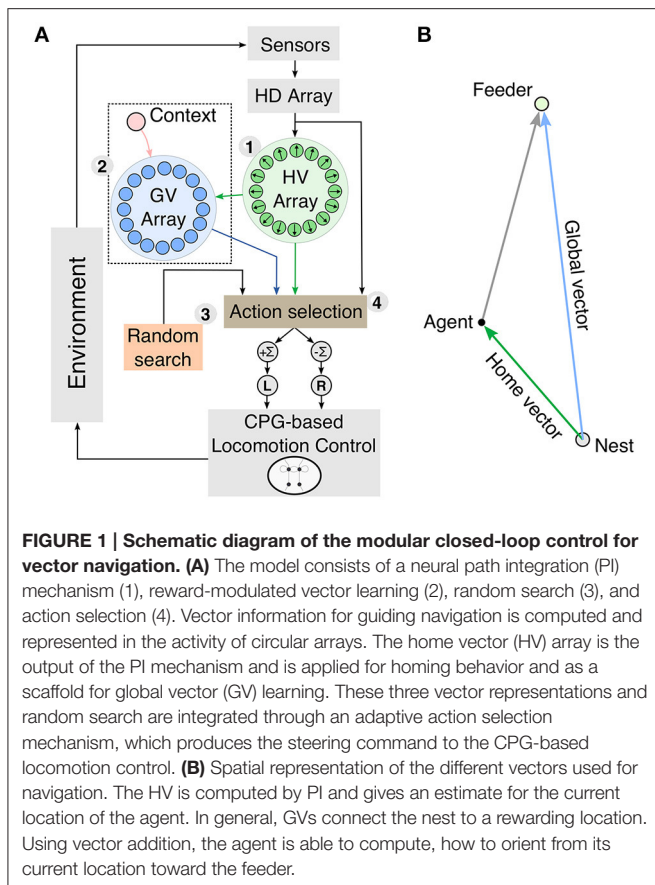 A
B
Sensors
HD Array
Context
1
2
GV
Array
HV
Array
Environment
3
Action selection
4
Random
search
+Σ
-Σ
L
R
CPG-based
Locomotion Control
Feeder
Global vector
Agent
Home vector
Nest
FIGURE 1 | Schematic diagram of the modular closed-loop control for
vector navigation. (A) The model consists of a neural path integration (PI)
mechanism (1), reward-modulated vector learning (2), random search (3), and
action selection (4). Vector information for guiding navigation is computed and
represented in the activity of circular arrays. The home vector (HV) array is the
output of the PI mechanism and is applied for homing behavior and as a
scaffold for global vector (GV) learning. These three vector representations and
random search are integrated through an adaptive action selection
mechanism, which produces the steering command to the CPG-based
locomotion control. (B) Spatial representation of the different vectors used for
navigation. The HV is computed by PI and gives an estimate for the current
location of the agent. In general, GVs connect the nest to a rewarding location.
Using vector addition, the agent is able to compute, how to orient from its
current location toward the feeder.